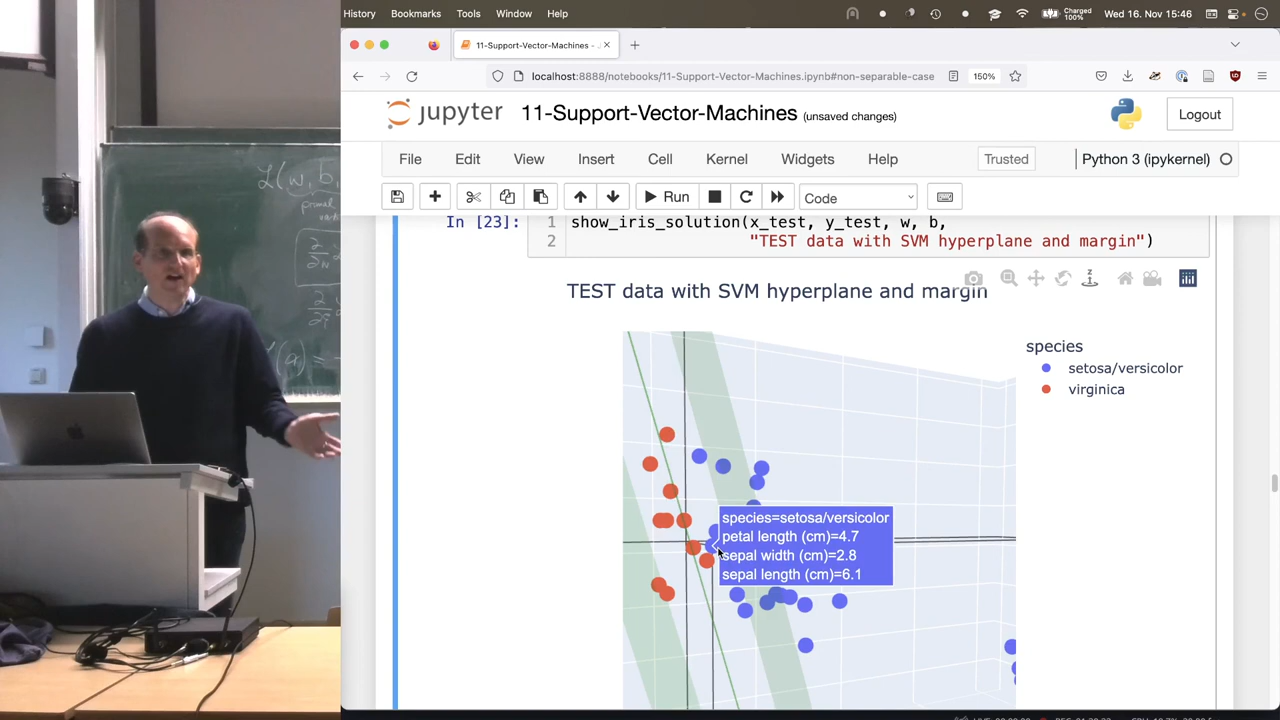 History Bookmarks Tools Window Help
Charged 100% Wed 16. Nov 15:46
11-Support-Vector-Machines - J
localhost:8888/notebooks/11-Support-Vector-Machines.ipynb#non-separable-case 150%
jupyter 11-Support-Vector-Machines (unsaved changes) Logout
File Edit View Insert Cell Kernel Widgets Help Trusted Python 3 (ipykernel)
Run Code
In [23]: 1 show_iris_solution(x_test, y_test, w, b,
2 "TEST data with SVM hyperplane and margin")
TEST data with SVM hyperplane and margin
species
setosa/versicolor
virginica
species=setosa/versicolor
petal length (cm)=4.7
sepal width (cm)=2.8
sepal length (cm)=6.1
L(w, b,
primal